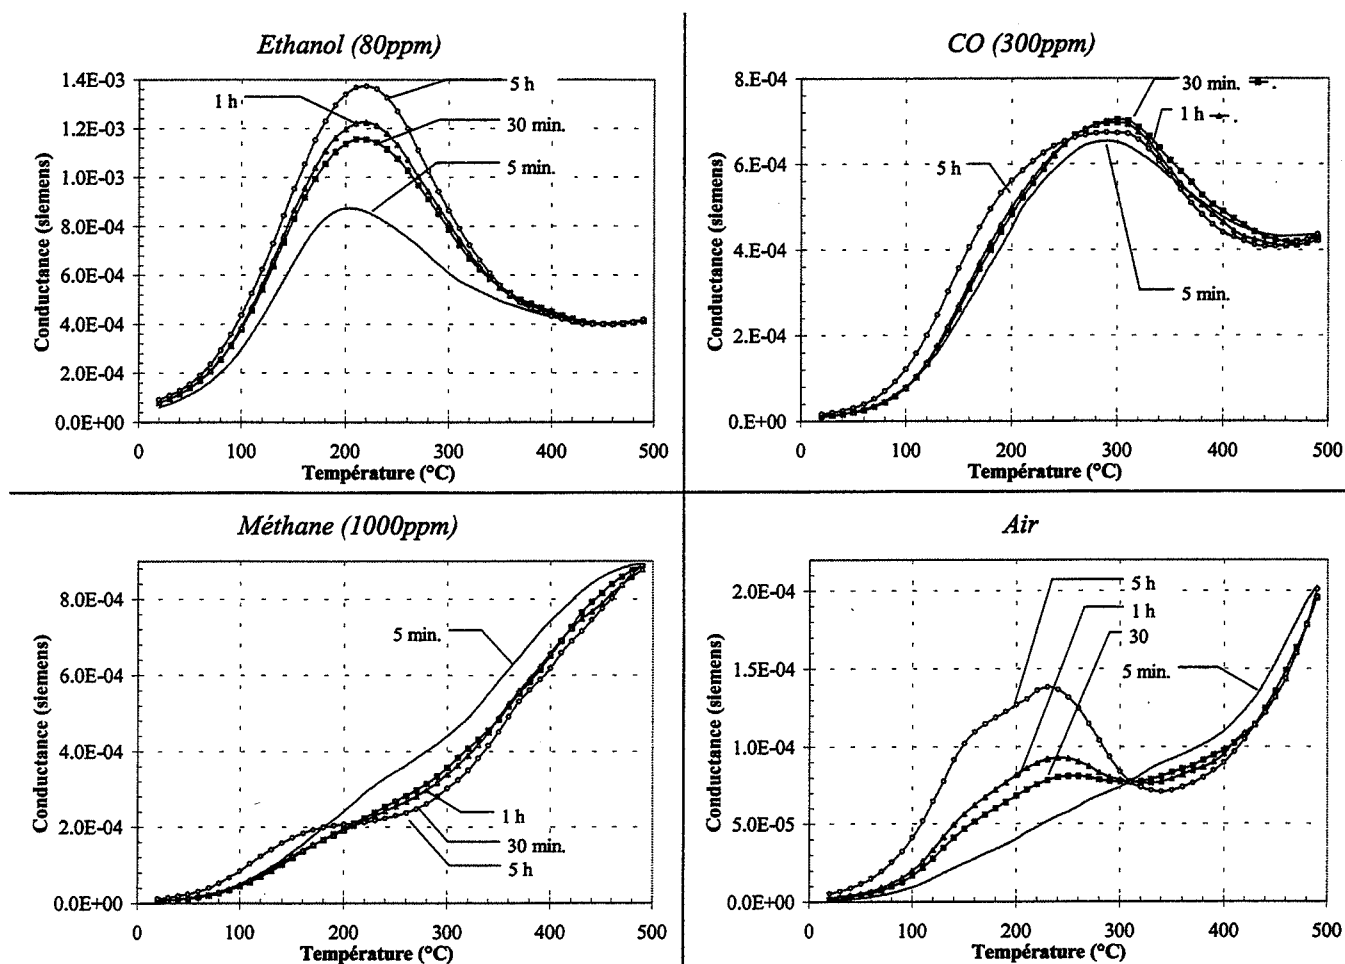 Ethanol (80ppm)
Conductance (siemens)
1.4E-03
1.2E-03
1.0E-03
8.0E-04
6.0E-04
4.0E-04
2.0E-04
0.0E+00
5 h
1 h
30 min.
5 min.
0 100 200 300 400 500
Température (°C)
CO (300ppm)
Conductance (siemens)
8.E-04
6.E-04
4.E-04
2.E-04
0.E+00
30 min.
1 h
5 h
5 min.
0 100 200 300 400 500
Température (°C)
Méthane (1000ppm)
Conductance (siemens)
8.0E-04
6.0E-04
4.0E-04
2.0E-04
0.0E+00
5 min.
1 h
30 min.
5 h
0 100 200 300 400 500
Température (°C)
Air
Conductance (siemens)
2.0E-04
1.5E-04
1.0E-04
5.0E-05
0.0E+00
5 h
1 h
30
5 min.
0 100 200 300 400 500
Température (°C)